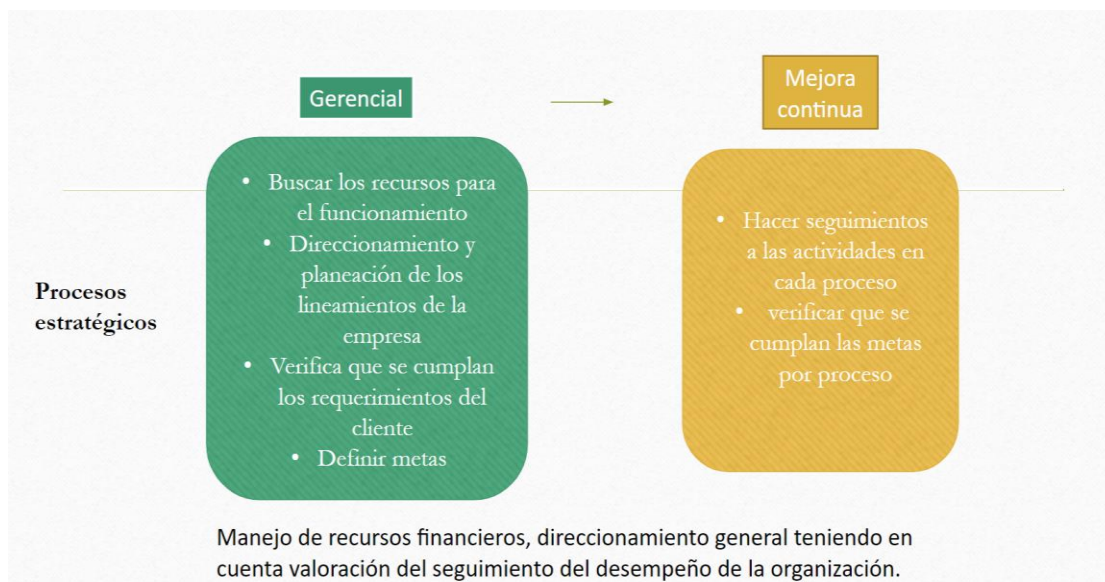 Gerencial
Mejora
continua
• Buscar los recursos para
el funcionamiento
• Direccionamiento y
planeación de los
lineamientos de la
empresa
• Verifica que se cumplan
los requerimientos del
cliente
• Definir metas
• Hacer seguimientos
a las actividades en
cada proceso
• verificar que se
cumplan las metas
por proceso
Procesos
estratégicos
Manejo de recursos financieros, direccionamiento general teniendo en
cuenta valoración del seguimiento del desempeño de la organización.